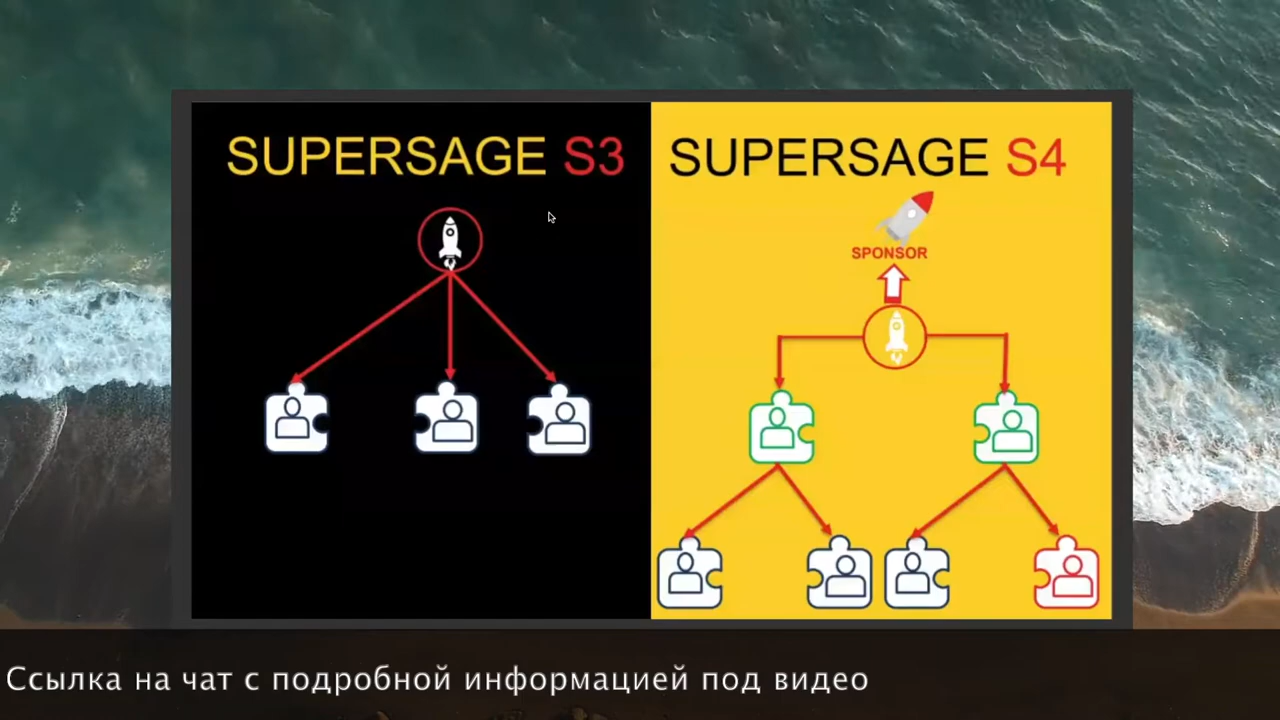 SUPERSAGE S3
SUPERSAGE S4
SPONSOR
Ссылка на чат с подробной информацией под видео